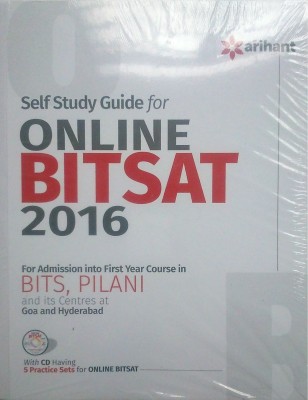 arihant
Self Study Guide for
ONLINE
BITSAT
2016
For Admission into First Year Course in
BITS, PILANI
and its Centres at
Goa and Hyderabad
With CD Having
5 Practice Sets for ONLINE BITSAT